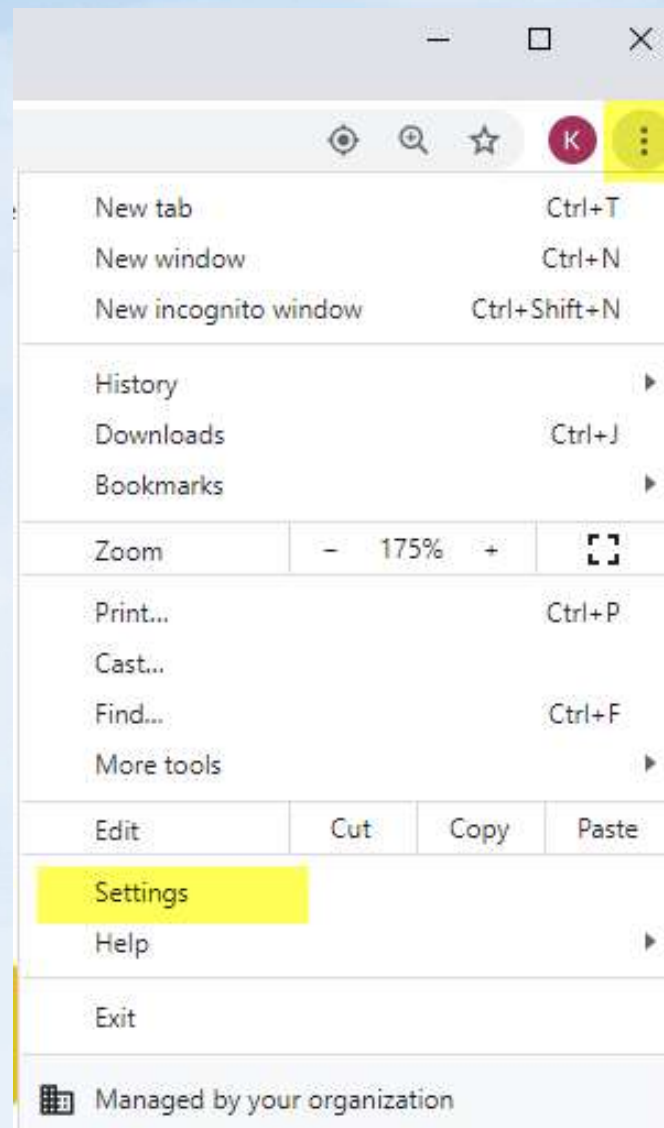 K
New tab Ctrl+T
New window Ctrl+N
New incognito window Ctrl+Shift+N
History
Downloads Ctrl+J
Bookmarks
Zoom - 175% +
Print... Ctrl+P
Cast...
Find... Ctrl+F
More tools
Edit Cut Copy Paste
Settings
Help
Exit
Managed by your organization